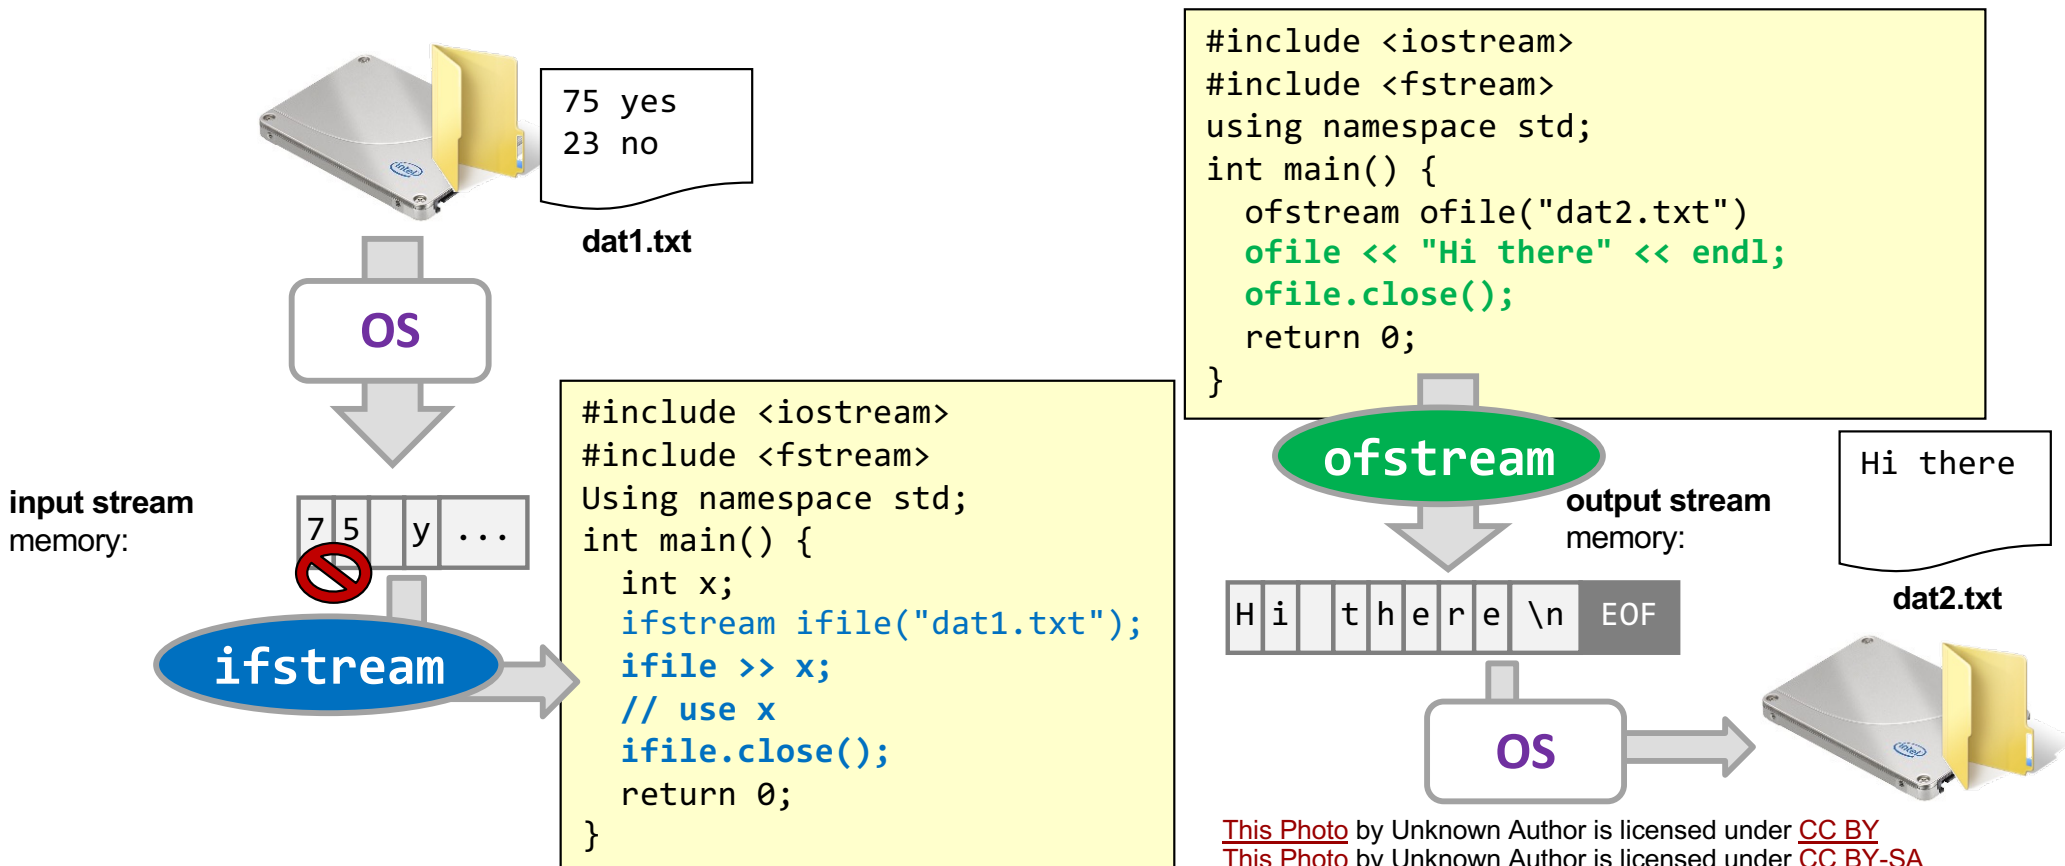 75 yes
23 no
dat1.txt
intel
OS
input stream
memory:
7 5 y ...
ifstream
#include <iostream>
#include <fstream>
Using namespace std;
int main() {
  int x;
  ifstream ifile("dat1.txt");
  ifile >> x;
  // use x
  ifile.close();
  return 0;
}
#include <iostream>
#include <fstream>
using namespace std;
int main() {
  ofstream ofile("dat2.txt")
  ofile << "Hi there" << endl;
  ofile.close();
  return 0;
}
ofstream
output stream
memory:
Hi there
dat2.txt
H i t h e r e \n EOF
OS
intel
This Photo by Unknown Author is licensed under CC BY
This Photo by Unknown Author is licensed under CC BY-SA